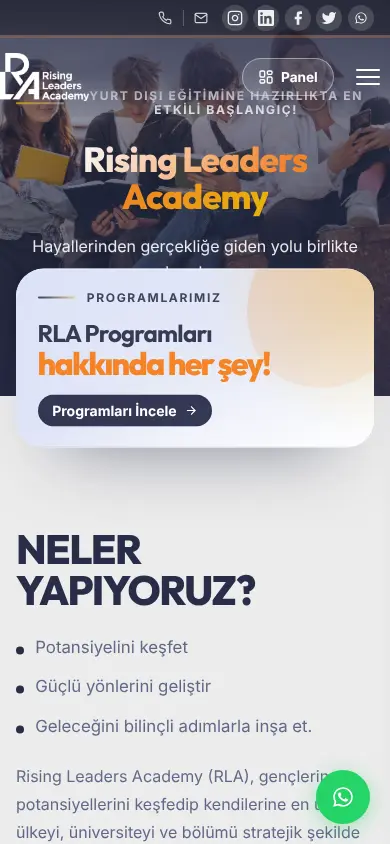 RLA Rising
Leaders
Academy
Panel
YURT DIŞI EĞİTİMİNE HAZIRLIKTA EN
ETKİLİ BAŞLANGIÇ!
Rising Leaders
Academy
Hayallerinden gerçekliğe giden yolu birlikte
PROGRAMLARIMIZ
RLA Programları
hakkında her şey!
Programları İncele
NELER
YAPIYORUZ?
Potansiyelini keşfet
Güçlü yönlerini geliştir
Geleceğini bilinçli adımlarla inşa et.
Rising Leaders Academy (RLA), gençlerin
potansiyellerini keşfedip kendilerine en
ülkeyi, üniversiteyi ve bölümü stratejik şekilde